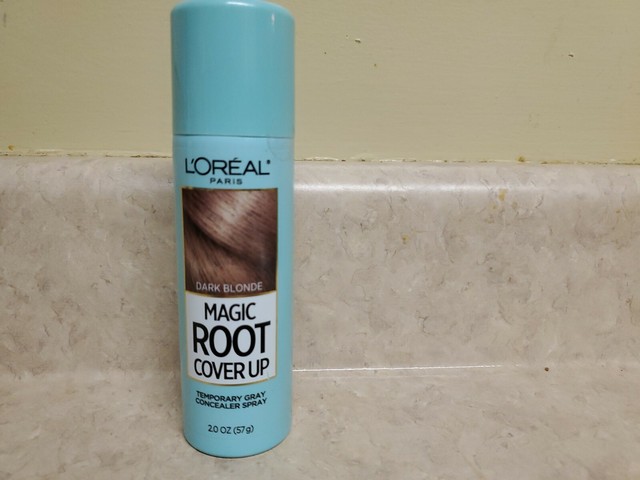 L'ORÉAL®
PARIS
DARK BLONDE
MAGIC
ROOT
COVER UP
TEMPORARY GRAY
CONCEALER SPRAY
2.0 OZ (57g)